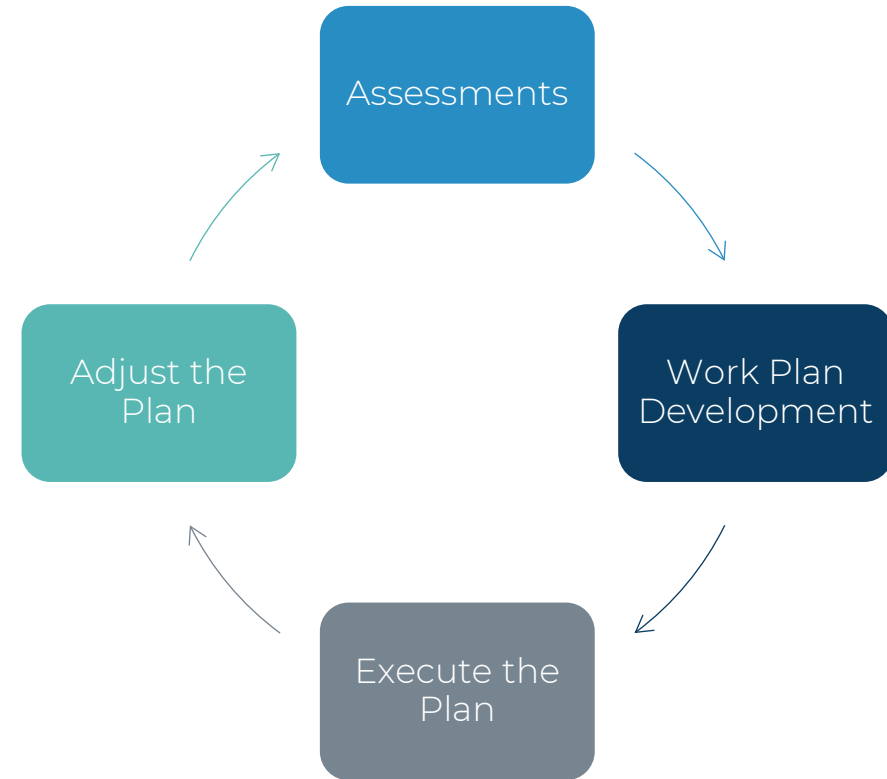 Assessments
Adjust the
Plan
Work Plan
Development
Execute the
Plan